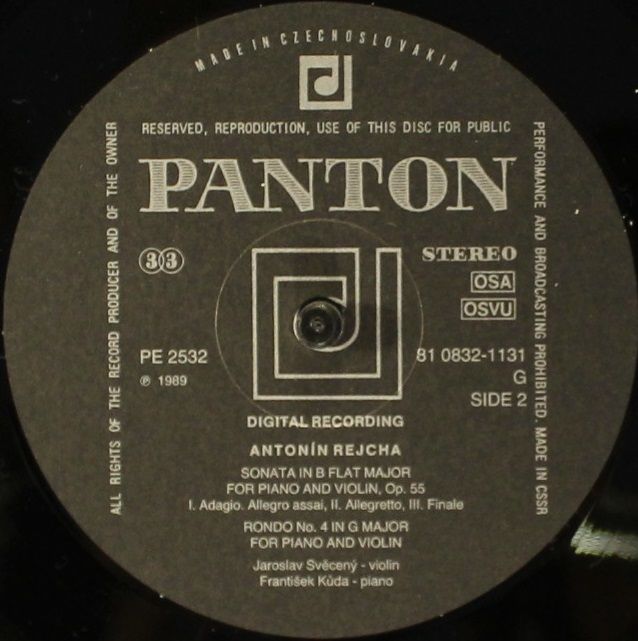 MADE IN CZECHOSLOVAKIA
RESERVED, REPRODUCTION, USE OF THIS DISC FOR PUBLIC
ALL RIGHTS OF THE RECORD PRODUCER AND OF THE OWNER
PERFORMANCE AND BROADCASTING PROHIBITED. MADE IN CSSR
PANTON
33
STEREO
OSA
OSVU
PE 2532
℗ 1989
81 0832-1131
G
SIDE 2
DIGITAL RECORDING
ANTONÍN REJCHA
SONATA IN B FLAT MAJOR
FOR PIANO AND VIOLIN, Op. 55
I. Adagio. Allegro assai, II. Allegretto, III. Finale
RONDO No. 4 IN G MAJOR
FOR PIANO AND VIOLIN
Jaroslav Svěcený - violin
František Kůda - piano